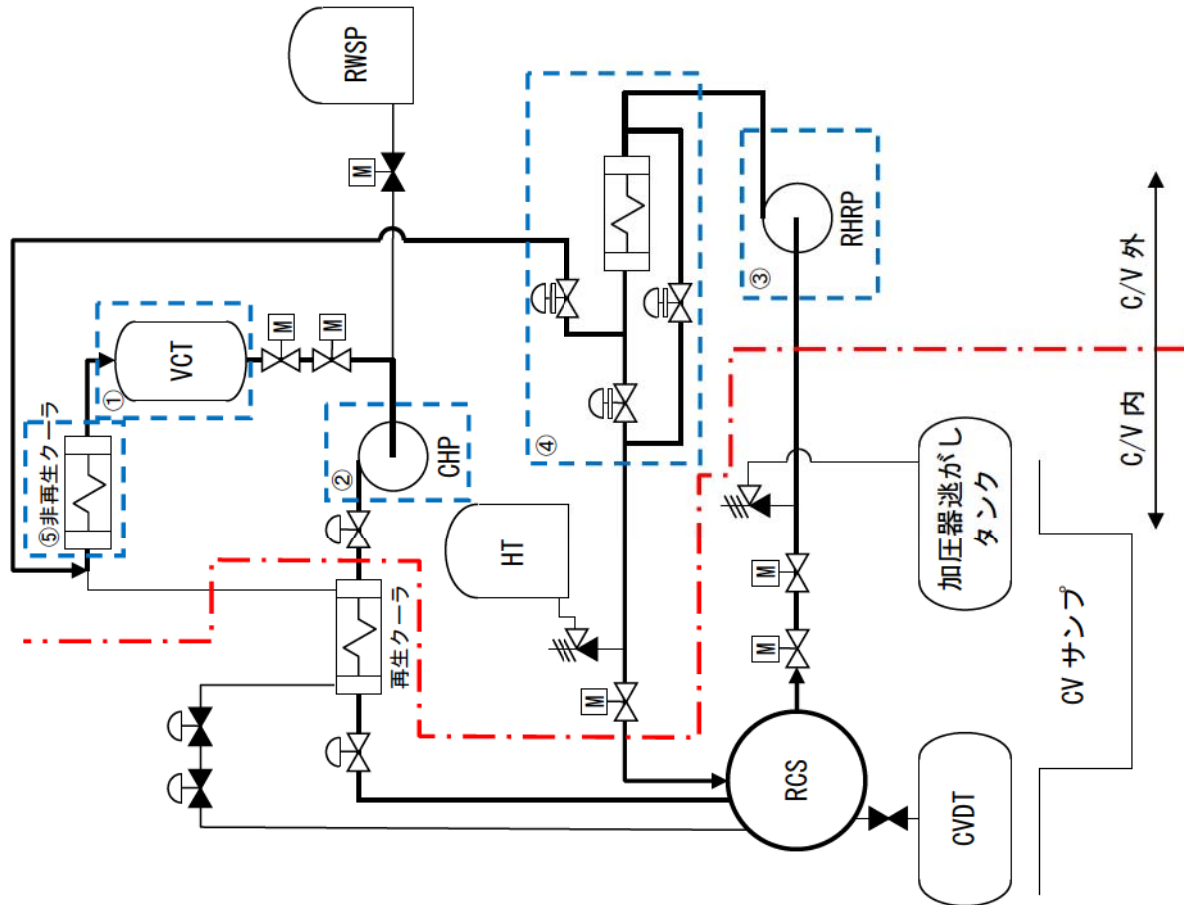 RWSP
M
⑤非再生クーラ
①
VCT
M
M
②
CHP
④
③
RHRP
C/V 内
C/V 外
再生クーラ
HT
M
M
M
RCS
加圧器逃がし
タンク
CVDT
CV サンプ